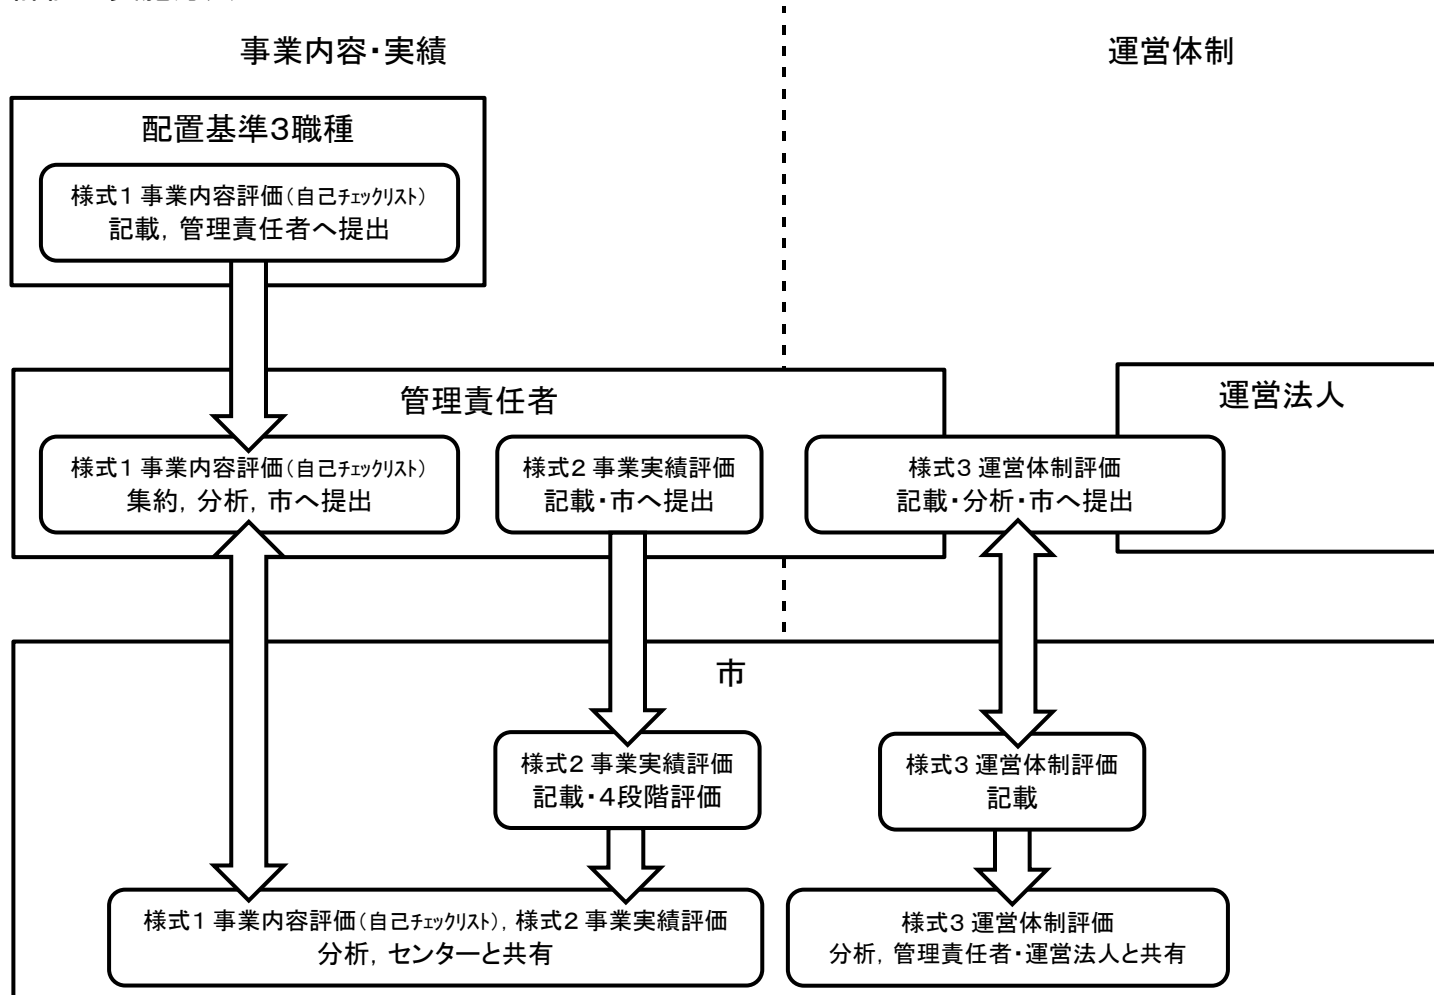 事業内容・実績
運営体制
配置基準3職種
様式1 事業内容評価(自己チェックリスト)
記載, 管理責任者へ提出
管理責任者
運営法人
様式1 事業内容評価(自己チェックリスト)
集約, 分析, 市へ提出
様式2 事業実績評価
記載・市へ提出
様式3 運営体制評価
記載・分析・市へ提出
市
様式2 事業実績評価
記載・4段階評価
様式3 運営体制評価
記載
様式1 事業内容評価(自己チェックリスト), 様式2 事業実績評価
分析, センターと共有
様式3 運営体制評価
分析, 管理責任者・運営法人と共有